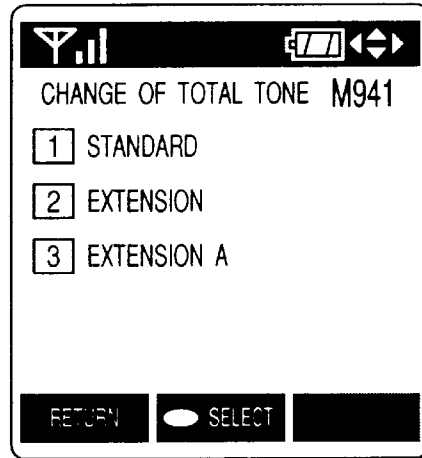 CHANGE OF TOTAL TONE M941
1 STANDARD
2 EXTENSION
3 EXTENSION A
RETURN SELECT